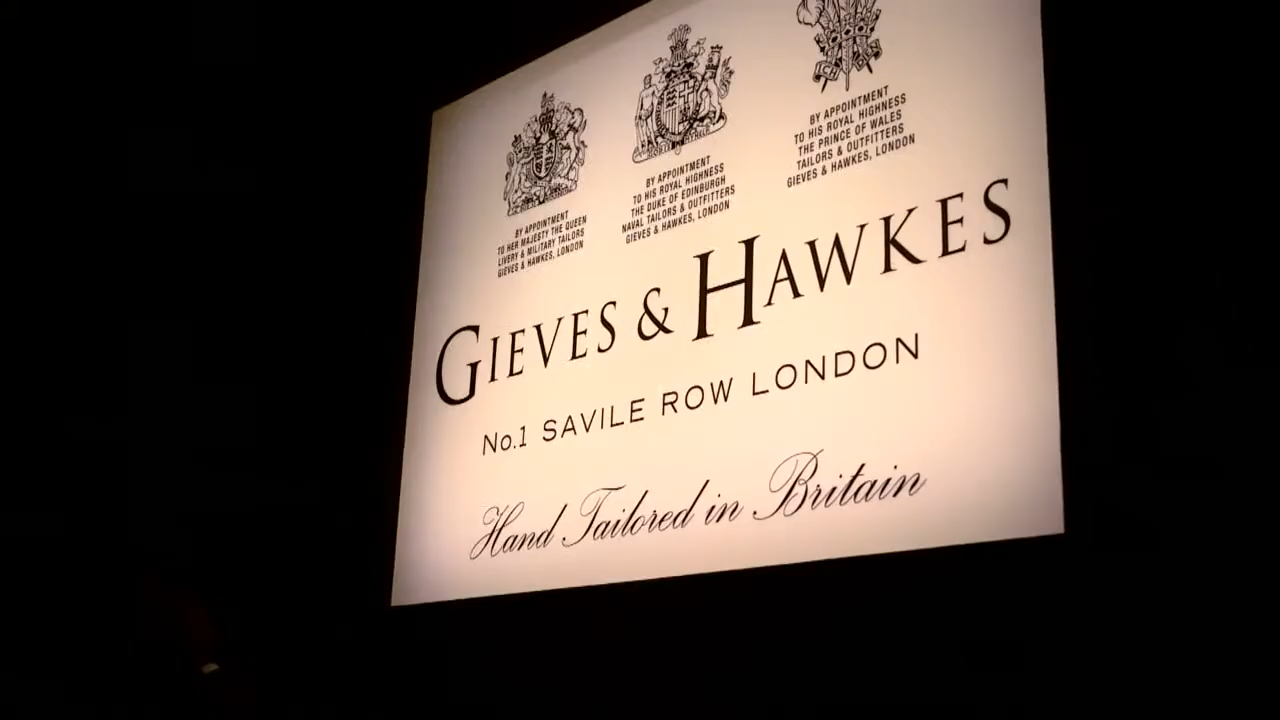 BY APPOINTMENT
TO HER MAJESTY THE QUEEN
LIVERY & MILITARY TAILORS
GIEVES & HAWKES, LONDON
BY APPOINTMENT
TO HIS ROYAL HIGHNESS
THE DUKE OF EDINBURGH
NAVAL TAILORS & OUTFITTERS
GIEVES & HAWKES, LONDON
BY APPOINTMENT
TO HIS ROYAL HIGHNESS
THE PRINCE OF WALES
TAILORS & OUTFITTERS
GIEVES & HAWKES, LONDON
GIEVES & HAWKES
No.1 SAVILE ROW LONDON
Hand Tailored in Britain